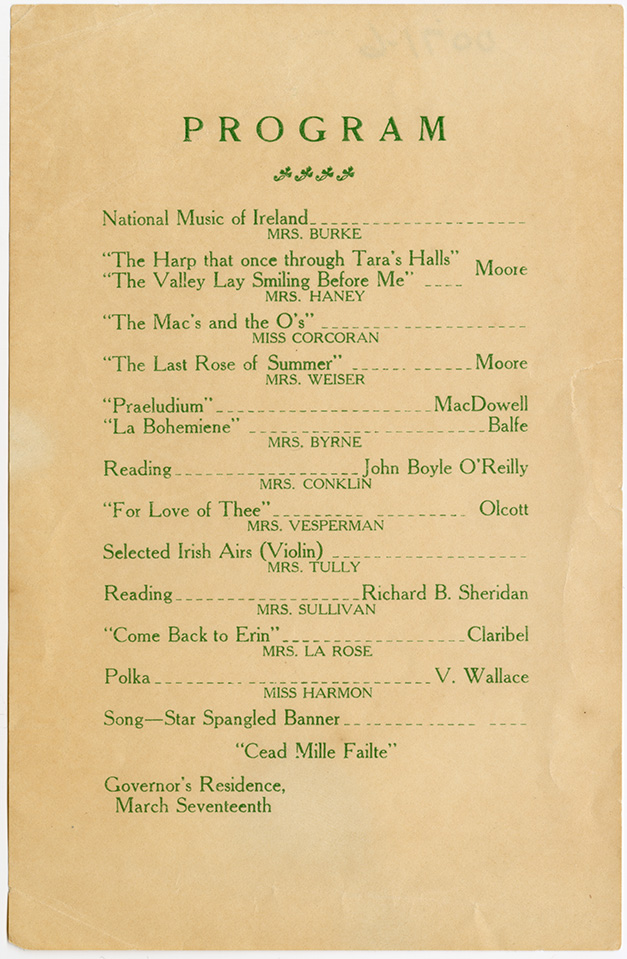 PROGRAM
National Music of Ireland
MRS. BURKE
"The Harp that once through Tara's Halls"
"The Valley Lay Smiling Before Me" Moore
MRS. HANEY
"The Mac's and the O's"
MISS CORCORAN
"The Last Rose of Summer" Moore
MRS. WEISER
"Praeludium" MacDowell
"La Bohemiene" Balfe
MRS. BYRNE
Reading John Boyle O'Reilly
MRS. CONKLIN
"For Love of Thee" Olcott
MRS. VESPERMAN
Selected Irish Airs (Violin)
MRS. TULLY
Reading Richard B. Sheridan
MRS. SULLIVAN
"Come Back to Erin" Claribel
MRS. LA ROSE
Polka V. Wallace
MISS HARMON
Song—Star Spangled Banner
"Cead Mille Failte"
Governor's Residence,
March Seventeenth